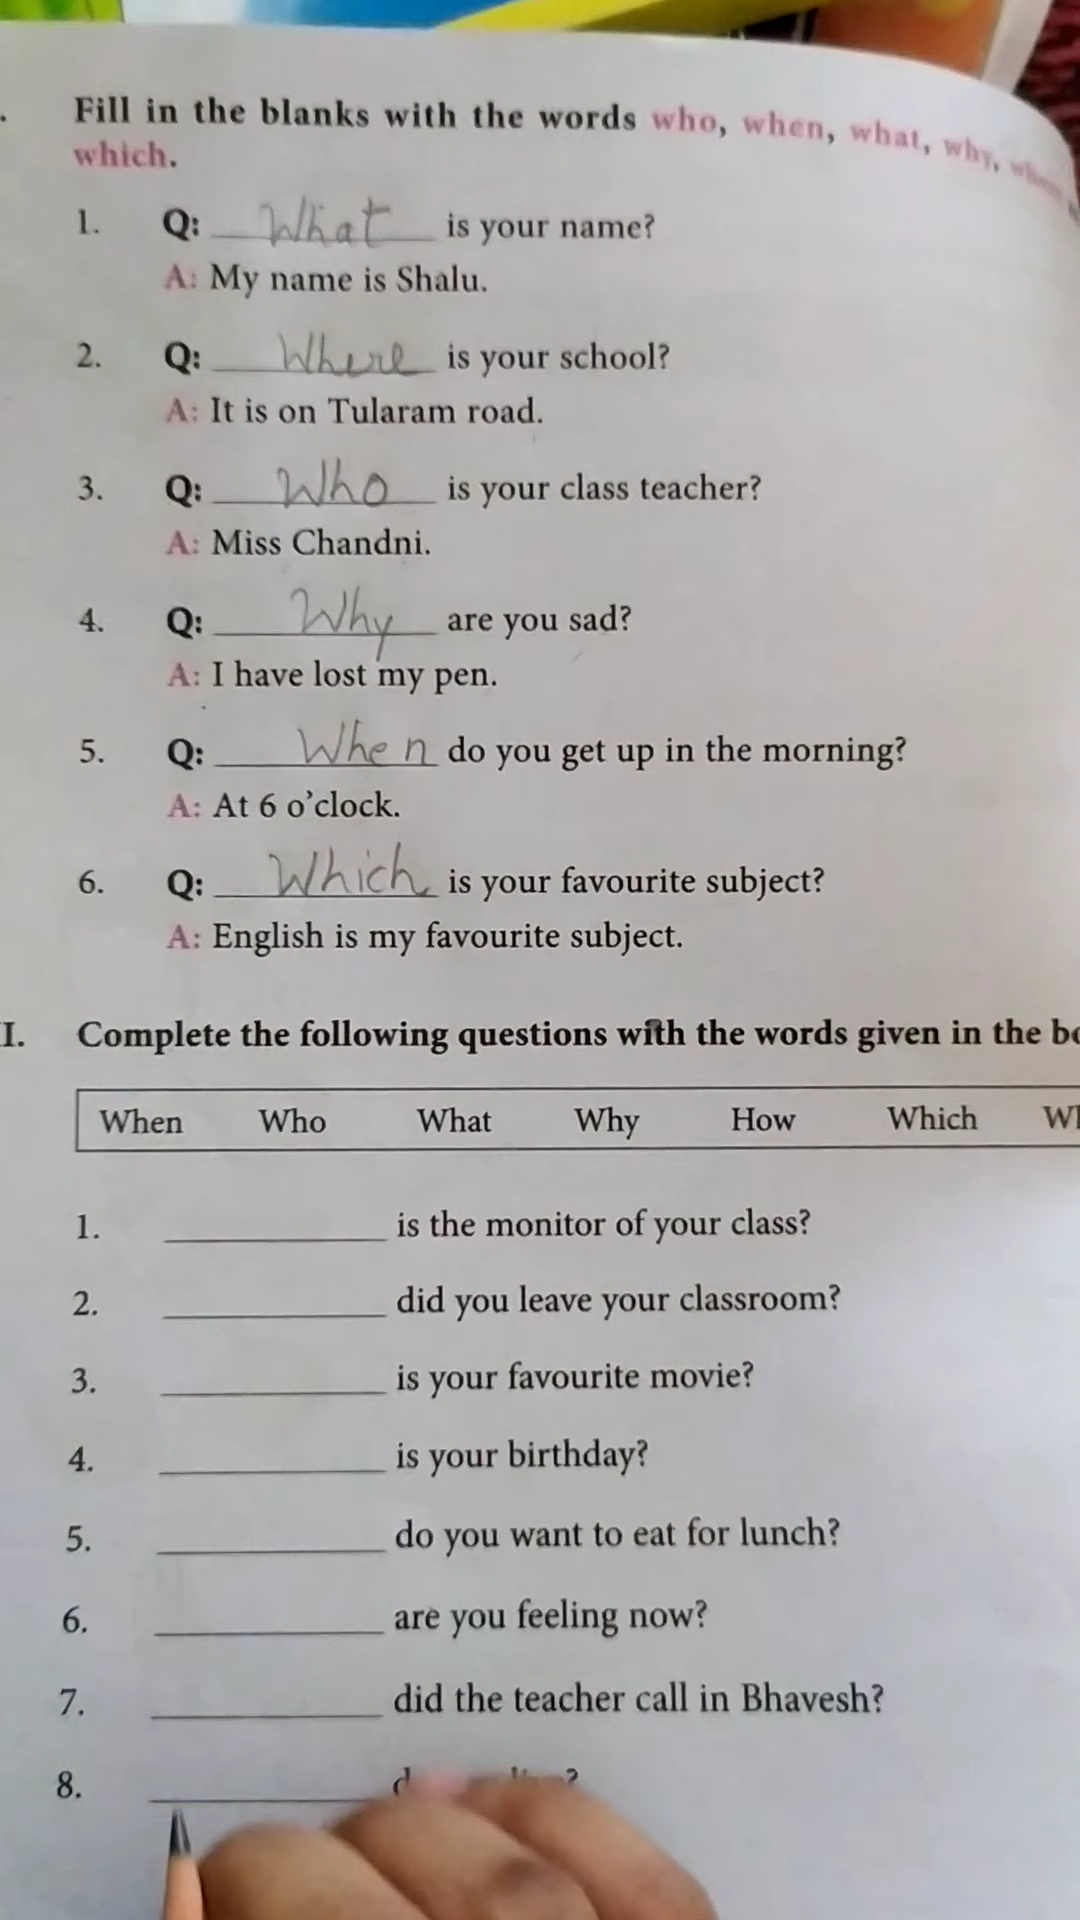 Fill in the blanks with the words who, when, what, why, where,
which.
1. Q: What is your name?
A: My name is Shalu.
2. Q: Where is your school?
A: It is on Tularam road.
3. Q: Who is your class teacher?
A: Miss Chandni.
4. Q: Why are you sad?
A: I have lost my pen.
5. Q: When do you get up in the morning?
A: At 6 o'clock.
6. Q: Which is your favourite subject?
A: English is my favourite subject.
I. Complete the following questions with the words given in the
When Who What Why How Which
1. is the monitor of your class?
2. did you leave your classroom?
3. is your favourite movie?
4. is your birthday?
5. do you want to eat for lunch?
6. are you feeling now?
7. did the teacher call in Bhavesh?
8.